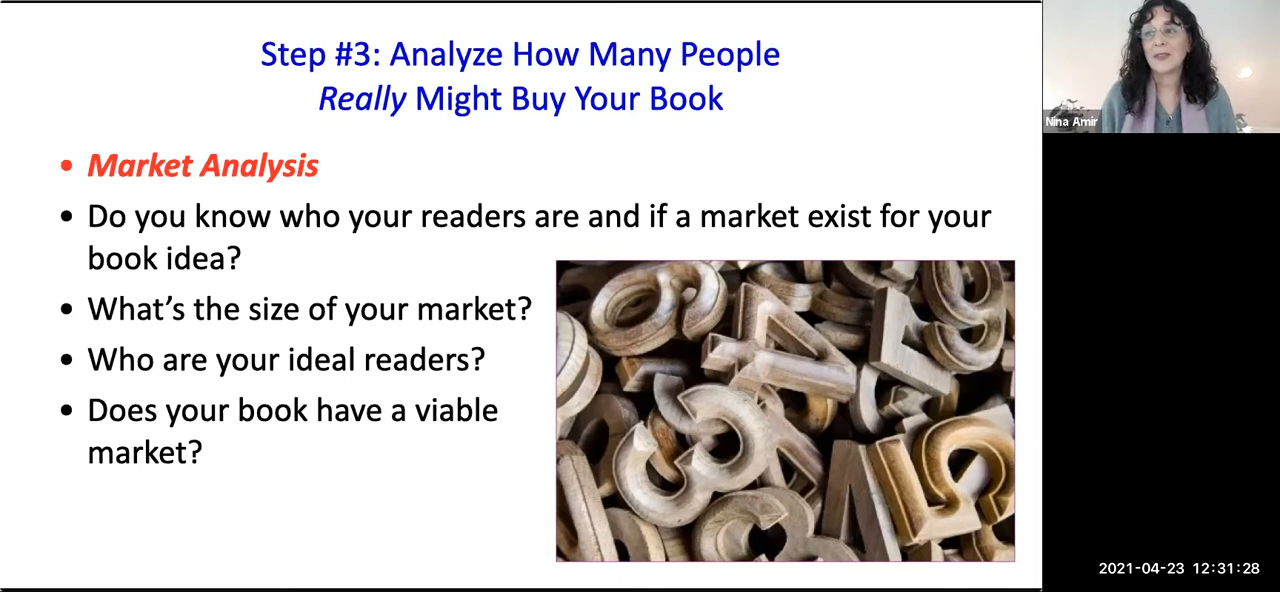 Step #3: Analyze How Many People
Really Might Buy Your Book
• Market Analysis
• Do you know who your readers are and if a market exist for your
book idea?
• What’s the size of your market?
• Who are your ideal readers?
• Does your book have a viable
market?
Nina Amir
2021-04-23 12:31:28